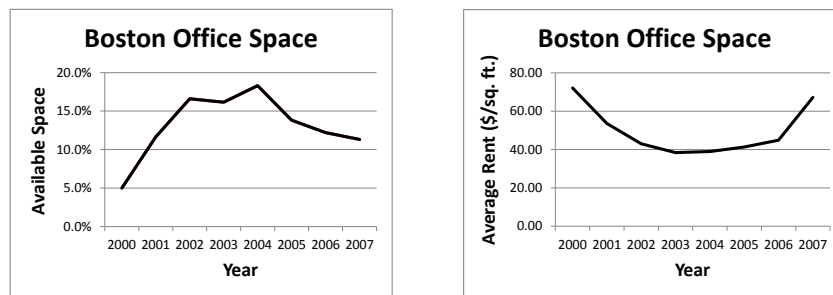 Boston Office Space
Available Space
20.0%
15.0%
10.0%
5.0%
0.0%
2000 2001 2002 2003 2004 2005 2006 2007
Year
Boston Office Space
Average Rent ($/sq. ft.)
80.00
60.00
40.00
20.00
0.00
2000 2001 2002 2003 2004 2005 2006 2007
Year